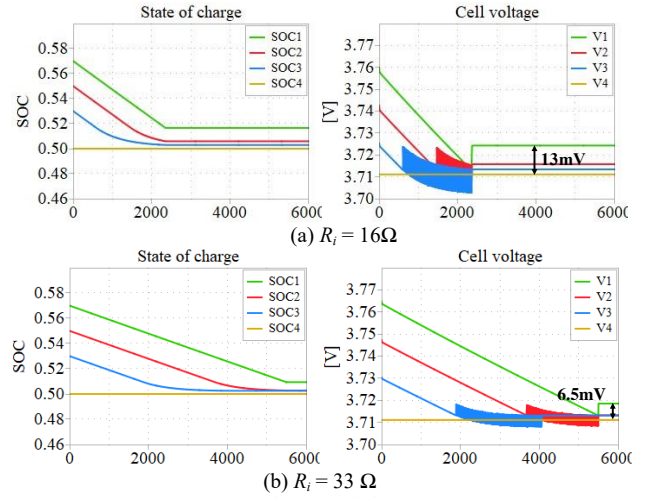 State of charge
SOC
0.58
0.56
0.54
0.52
0.50
0.48
0.46
SOC1
SOC2
SOC3
SOC4
0 2000 4000 6000
Cell voltage
[V]
3.77
3.76
3.75
3.74
3.73
3.72
3.71
3.70
V1
V2
V3
V4
13mV
0 2000 4000 6000
(a) Ri = 16Ω
State of charge
SOC
0.58
0.56
0.54
0.52
0.50
0.48
0.46
SOC1
SOC2
SOC3
SOC4
0 2000 4000 6000
Cell voltage
[V]
3.77
3.76
3.75
3.74
3.73
3.72
3.71
3.70
V1
V2
V3
V4
6.5mV
0 2000 4000 6000
(b) Ri = 33 Ω